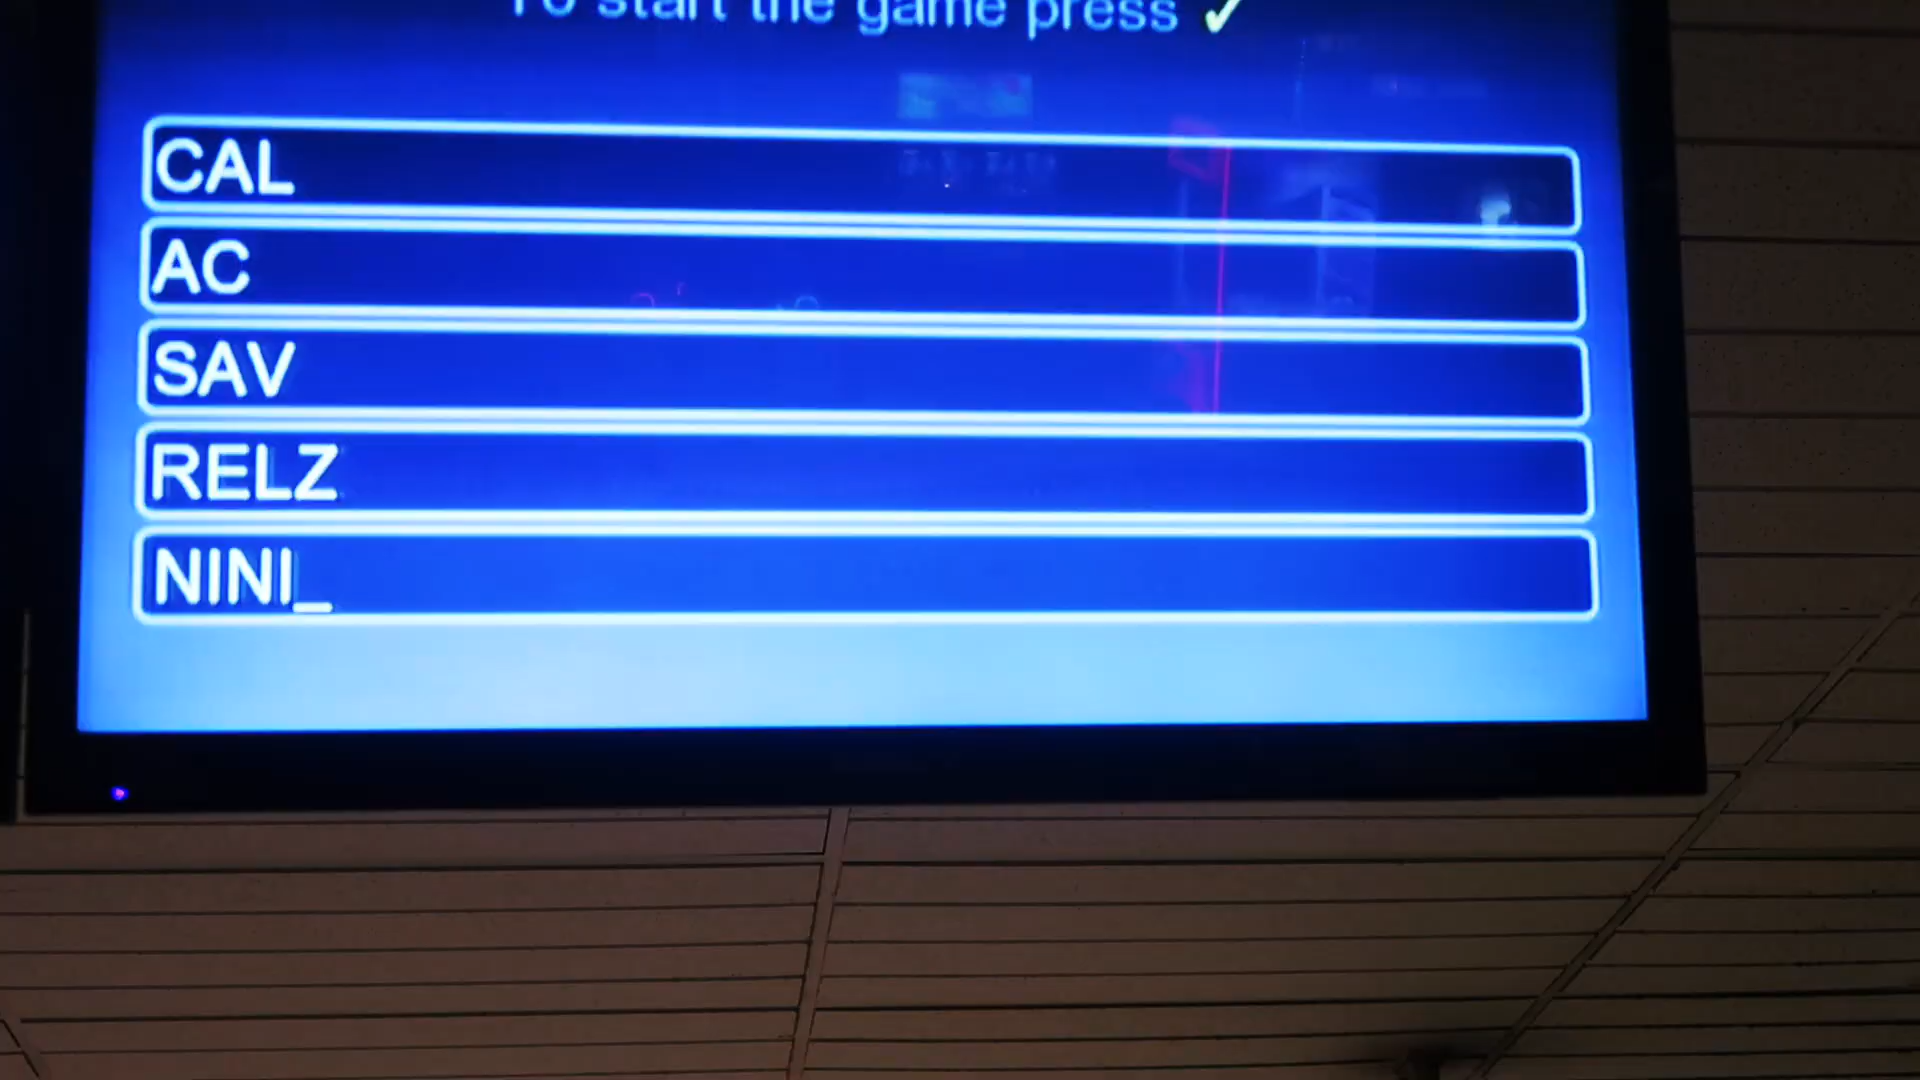 To start the game press ✓
CAL
AC
SAV
RELZ
NINI_